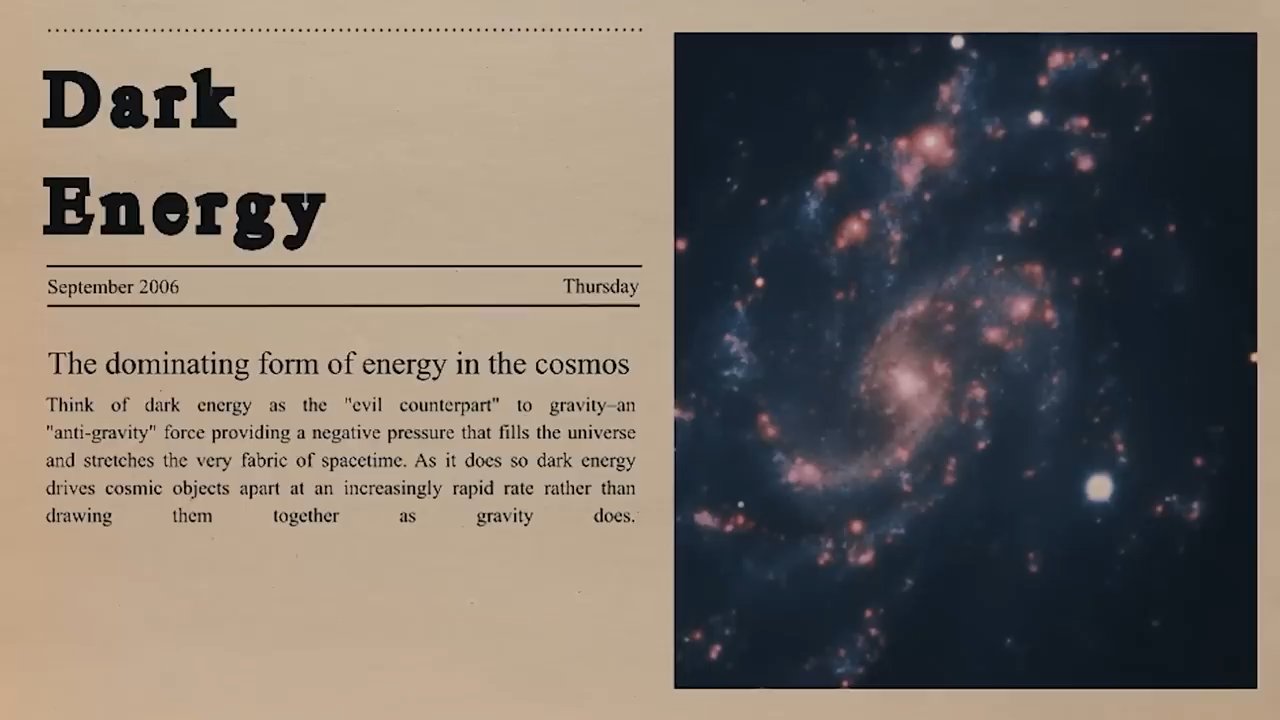 Dark
Energy
September 2006 Thursday
The dominating form of energy in the cosmos
Think of dark energy as the "evil counterpart" to gravity–an
"anti-gravity" force providing a negative pressure that fills the universe
and stretches the very fabric of spacetime. As it does so dark energy
drives cosmic objects apart at an increasingly rapid rate rather than
drawing them together as gravity does.